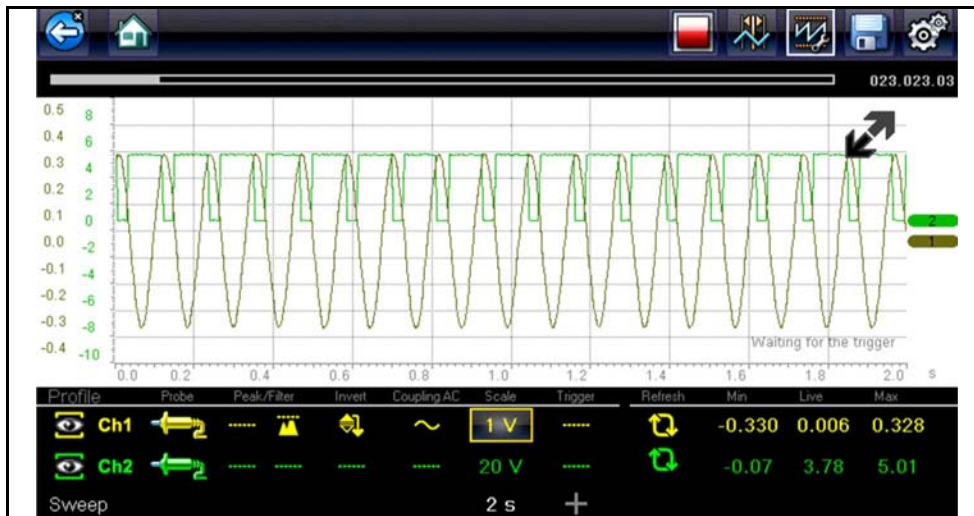 023.023.03
0.5 8
0.4 6
0.3 4
0.2 2
0.1 0
0.0 -2
-0.1 -4
-0.2 -6
-0.3 -8
-0.4 -10
2
1
Waiting for the trigger
0.0 0.2 0.4 0.6 0.8 1.0 1.2 1.4 1.6 1.8 2.0 s
Profile Probe Peak/Filter Invert Coupling AC Scale Trigger Refresh Min Live Max
Ch1 ----- 1 V ----- -0.330 0.006 0.328
Ch2 ----- ----- ----- ----- 20 V ----- -0.07 3.78 5.01
Sweep 2 s +